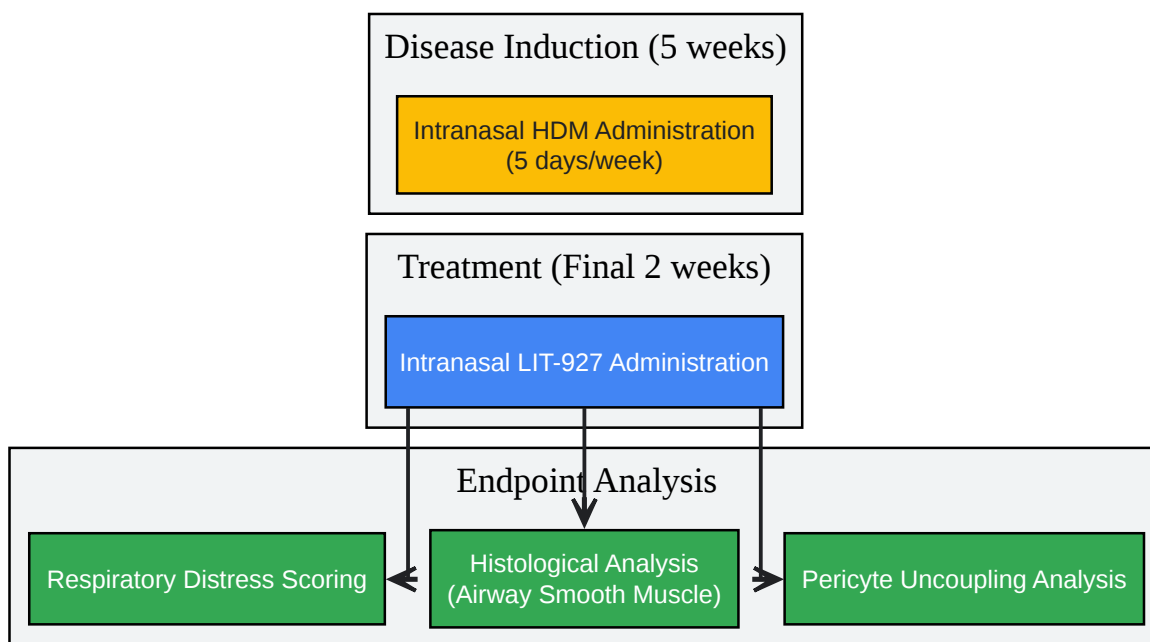 Disease Induction (5 weeks)
Intranasal HDM Administration
(5 days/week)
Treatment (Final 2 weeks)
Intranasal LIT-927 Administration
Endpoint Analysis
Respiratory Distress Scoring
Histological Analysis
(Airway Smooth Muscle)
Pericyte Uncoupling Analysis